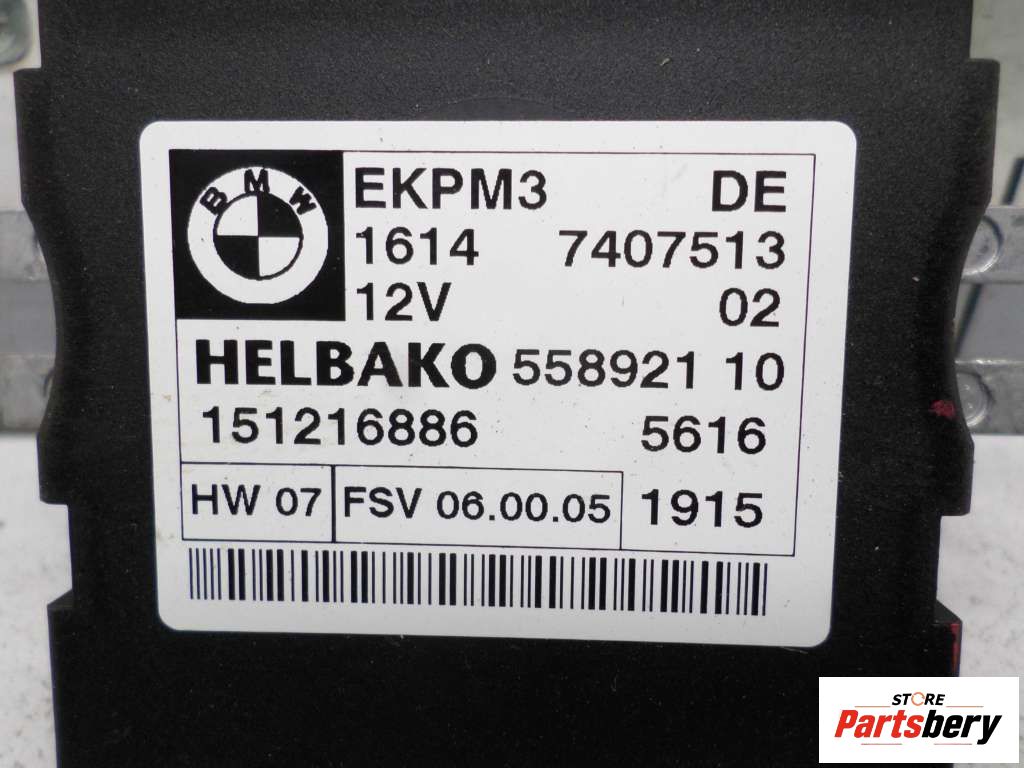 BMW
EKPM3 DE
1614 7407513
12V 02
HELBAKO 558921 10
151216886 5616
HW 07 FSV 06.00.05 1915
STORE
Partsbery